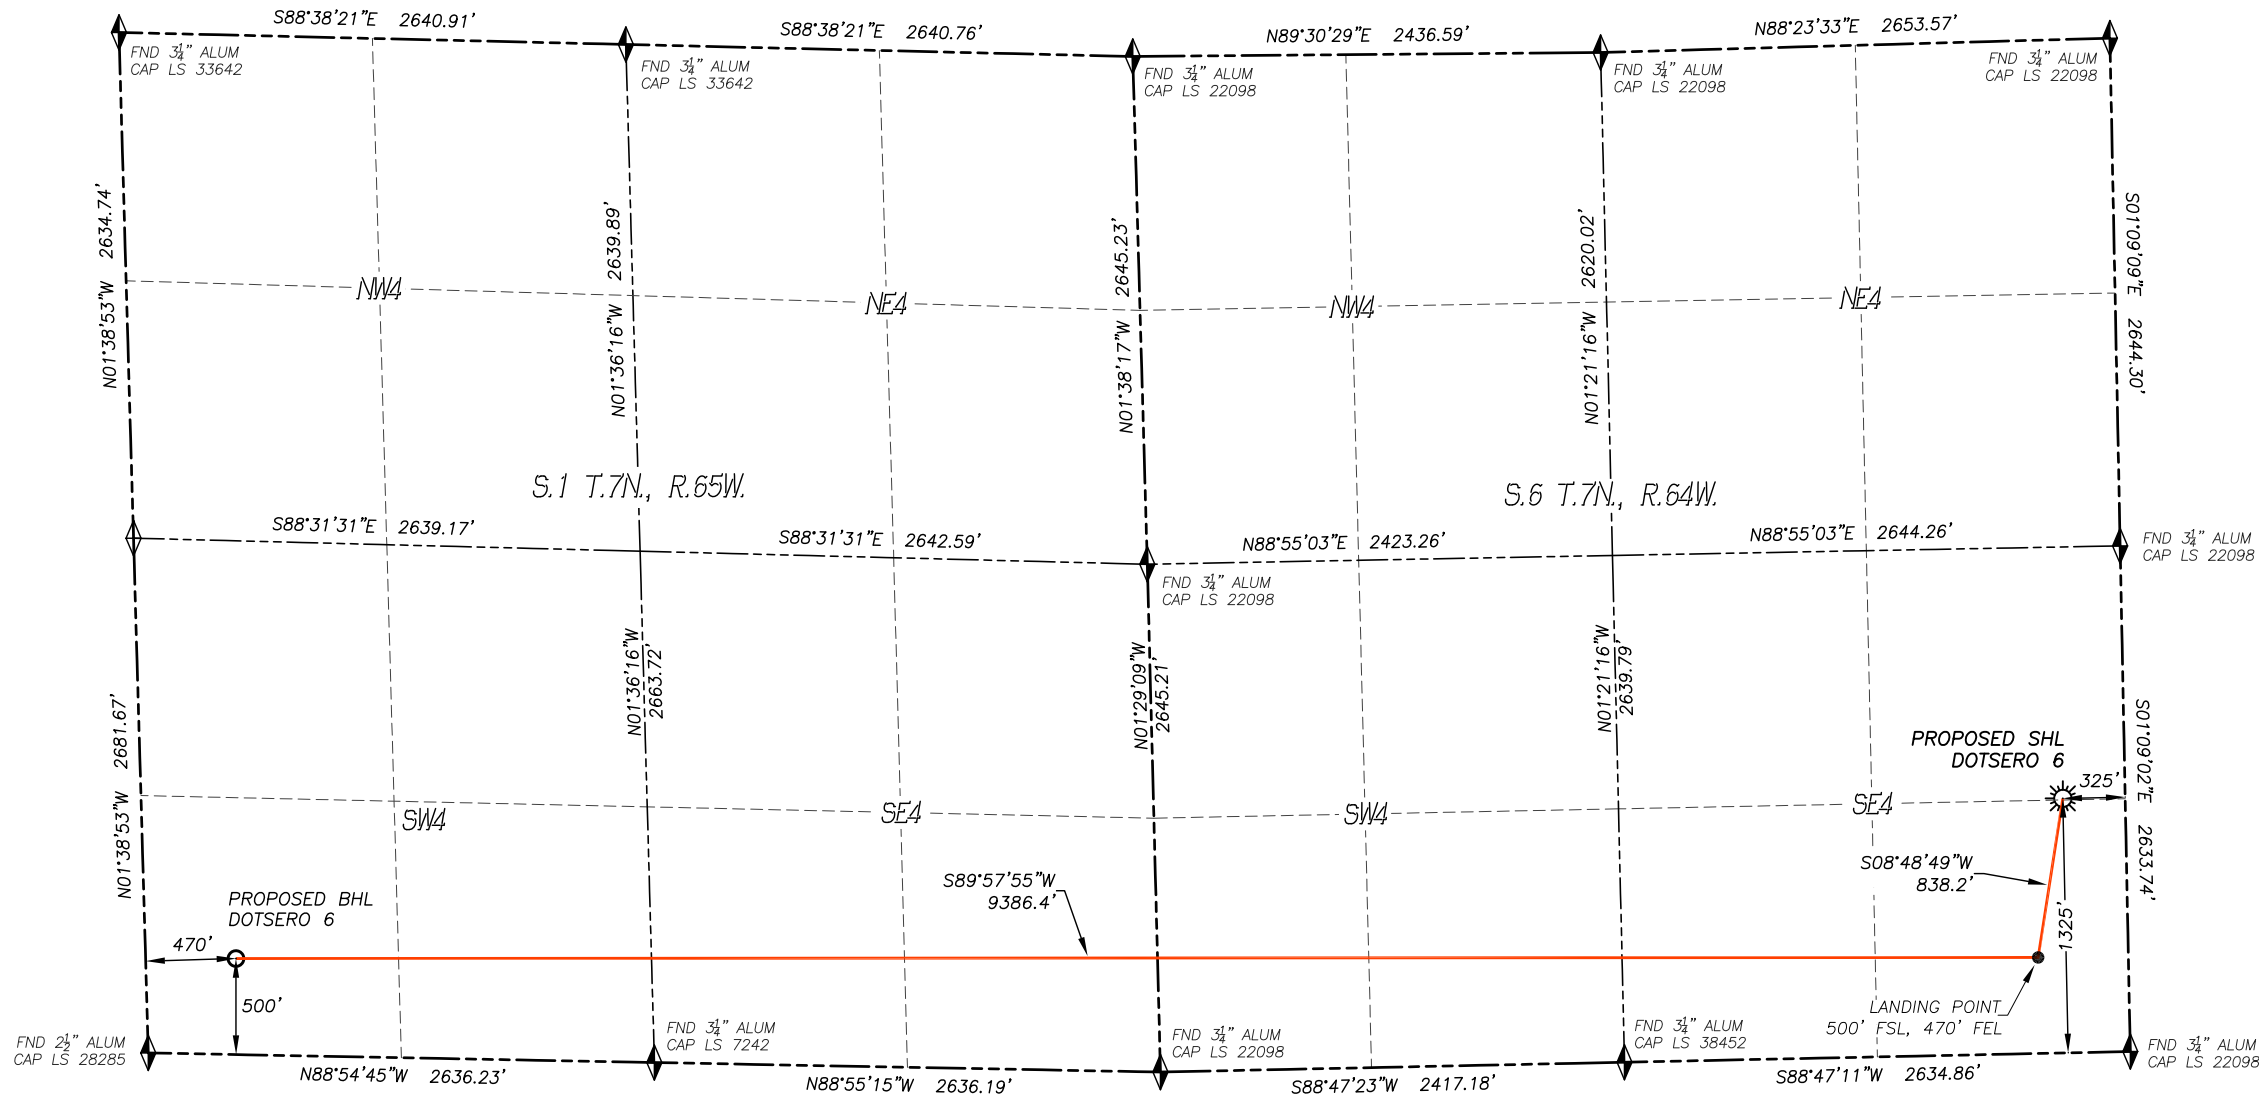 S88°38'21"E 2640.91'
S88°38'21"E 2640.76'
N89°30'29"E 2436.59'
N88°23'33"E 2653.57'
FND 3¼" ALUM
CAP LS 33642
FND 3¼" ALUM
CAP LS 33642
FND 3¼" ALUM
CAP LS 22098
FND 3¼" ALUM
CAP LS 22098
FND 3¼" ALUM
CAP LS 22098
N01°38'53"W 2634.74'
N01°36'16"W 2639.89'
N01°38'17"W 2645.23'
N01°21'16"W 2620.02'
S01°09'09"E 2644.30'
NW4
NE4
NW4
NE4
S.1 T.7N., R.65W.
S.6 T.7N., R.64W.
S88°31'31"E 2639.17'
S88°31'31"E 2642.59'
N88°55'03"E 2423.26'
N88°55'03"E 2644.26'
FND 3¼" ALUM
CAP LS 22098
FND 3¼" ALUM
CAP LS 22098
N01°38'53"W 2681.67'
N01°36'16"W
2663.72'
N01°29'09"W
2645.21'
N01°21'16"W
2639.79'
S01°09'02"E 2633.74'
PROPOSED SHL
DOTSERO 6
325'
SW4
SE4
SW4
SE4
S08°48'49"W
838.2'
S89°57'55"W
9386.4'
1325'
PROPOSED BHL
DOTSERO 6
470'
500'
LANDING POINT
500' FSL, 470' FEL
FND 2½" ALUM
CAP LS 28285
FND 3¼" ALUM
CAP LS 7242
FND 3¼" ALUM
CAP LS 22098
FND 3¼" ALUM
CAP LS 38452
FND 3¼" ALUM
CAP LS 22098
N88°54'45"W 2636.23'
N88°55'15"W 2636.19'
S88°47'23"W 2417.18'
S88°47'11"W 2634.86'